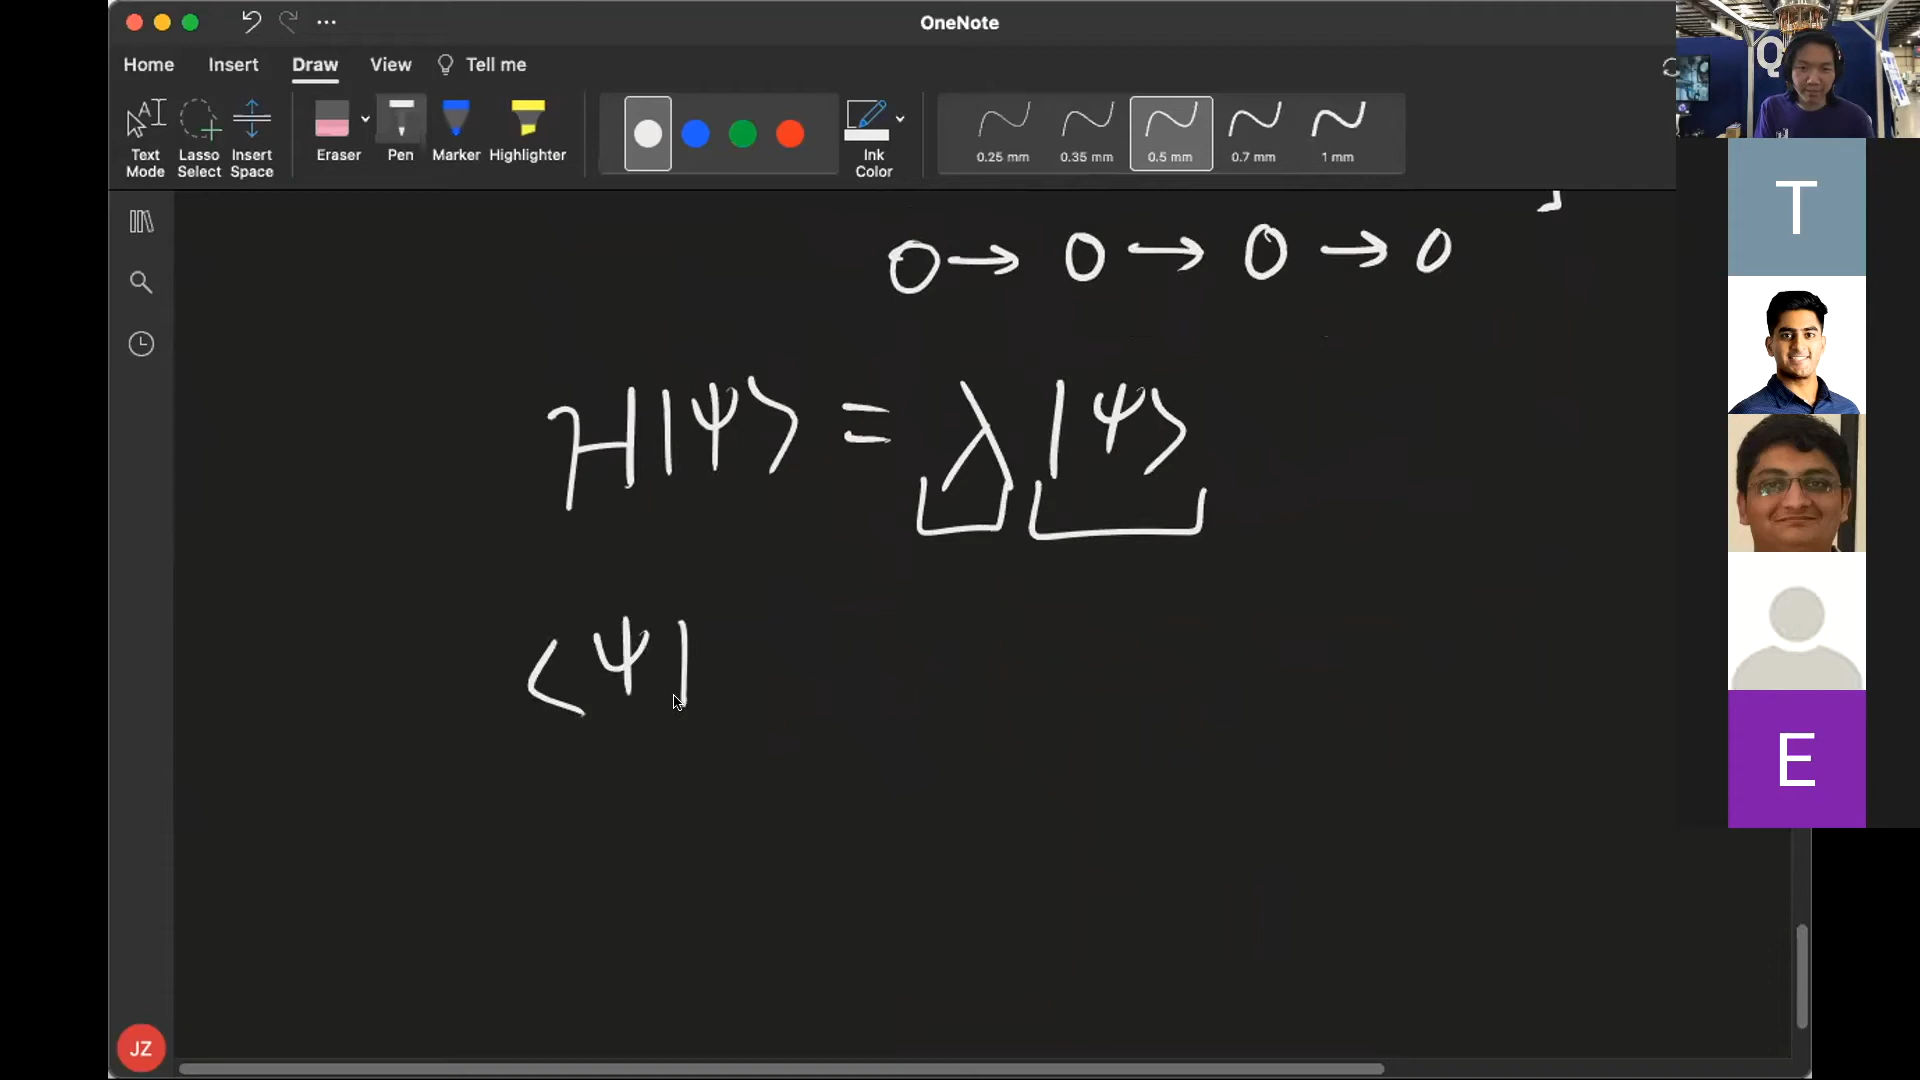 OneNote
Home Insert Draw View Tell me
Text Mode Lasso Select Insert Space Eraser Pen Marker Highlighter Ink Color 0.25 mm 0.35 mm 0.5 mm 0.7 mm 1 mm
0 → 0 → 0 → 0
H|ψ> = λ|ψ>
<ψ|
JZ
Q
T
E